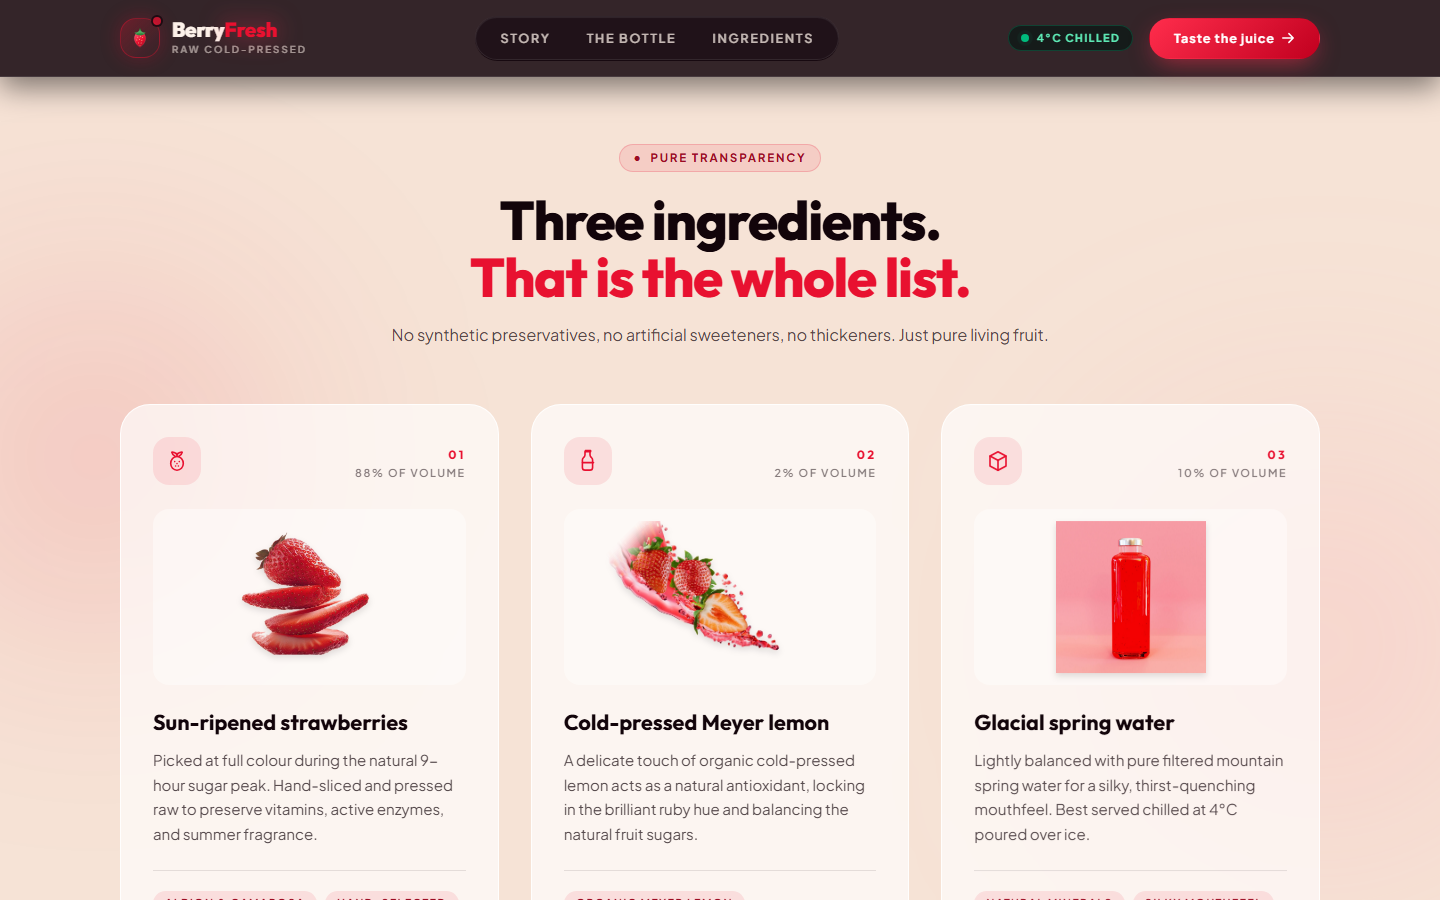 BerryFresh
RAW COLD-PRESSED
STORY
THE BOTTLE
INGREDIENTS
4°C CHILLED
Taste the juice →
PURE TRANSPARENCY
Three ingredients.
That is the whole list.
No synthetic preservatives, no artificial sweeteners, no thickeners. Just pure living fruit.
01
88% OF VOLUME
Sun-ripened strawberries
Picked at full colour during the natural 9–
hour sugar peak. Hand-sliced and pressed
raw to preserve vitamins, active enzymes,
and summer fragrance.
02
2% OF VOLUME
Cold-pressed Meyer lemon
A delicate touch of organic cold-pressed
lemon acts as a natural antioxidant, locking
in the brilliant ruby hue and balancing the
natural fruit sugars.
03
10% OF VOLUME
Glacial spring water
Lightly balanced with pure filtered mountain
spring water for a silky, thirst-quenching
mouthfeel. Best served chilled at 4°C
poured over ice.